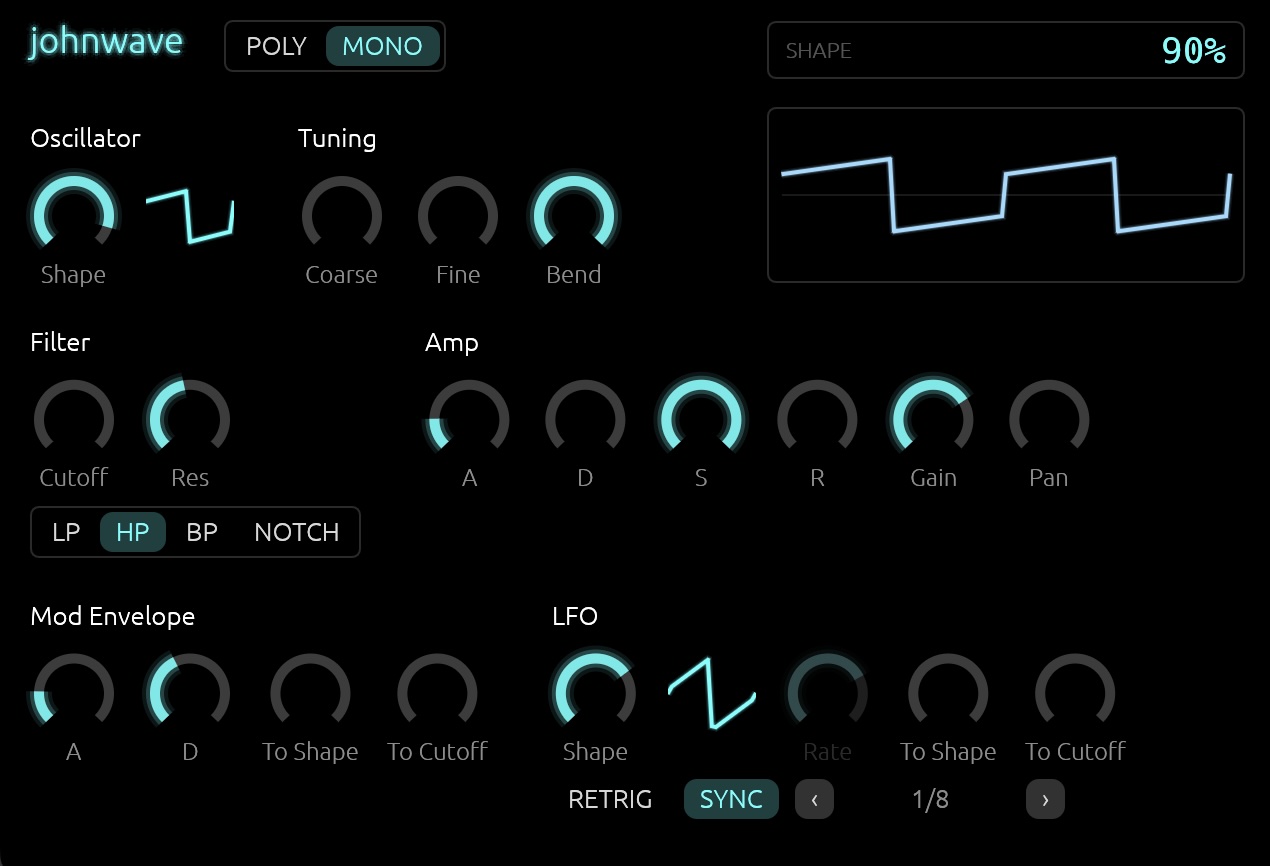 johnwave
POLY MONO
SHAPE 90%
Oscillator Tuning
Shape Coarse Fine Bend
Filter Amp
Cutoff Res A D S R Gain Pan
LP HP BP NOTCH
Mod Envelope LFO
A D To Shape To Cutoff Shape Rate To Shape To Cutoff
RETRIG SYNC ‹ 1/8 ›